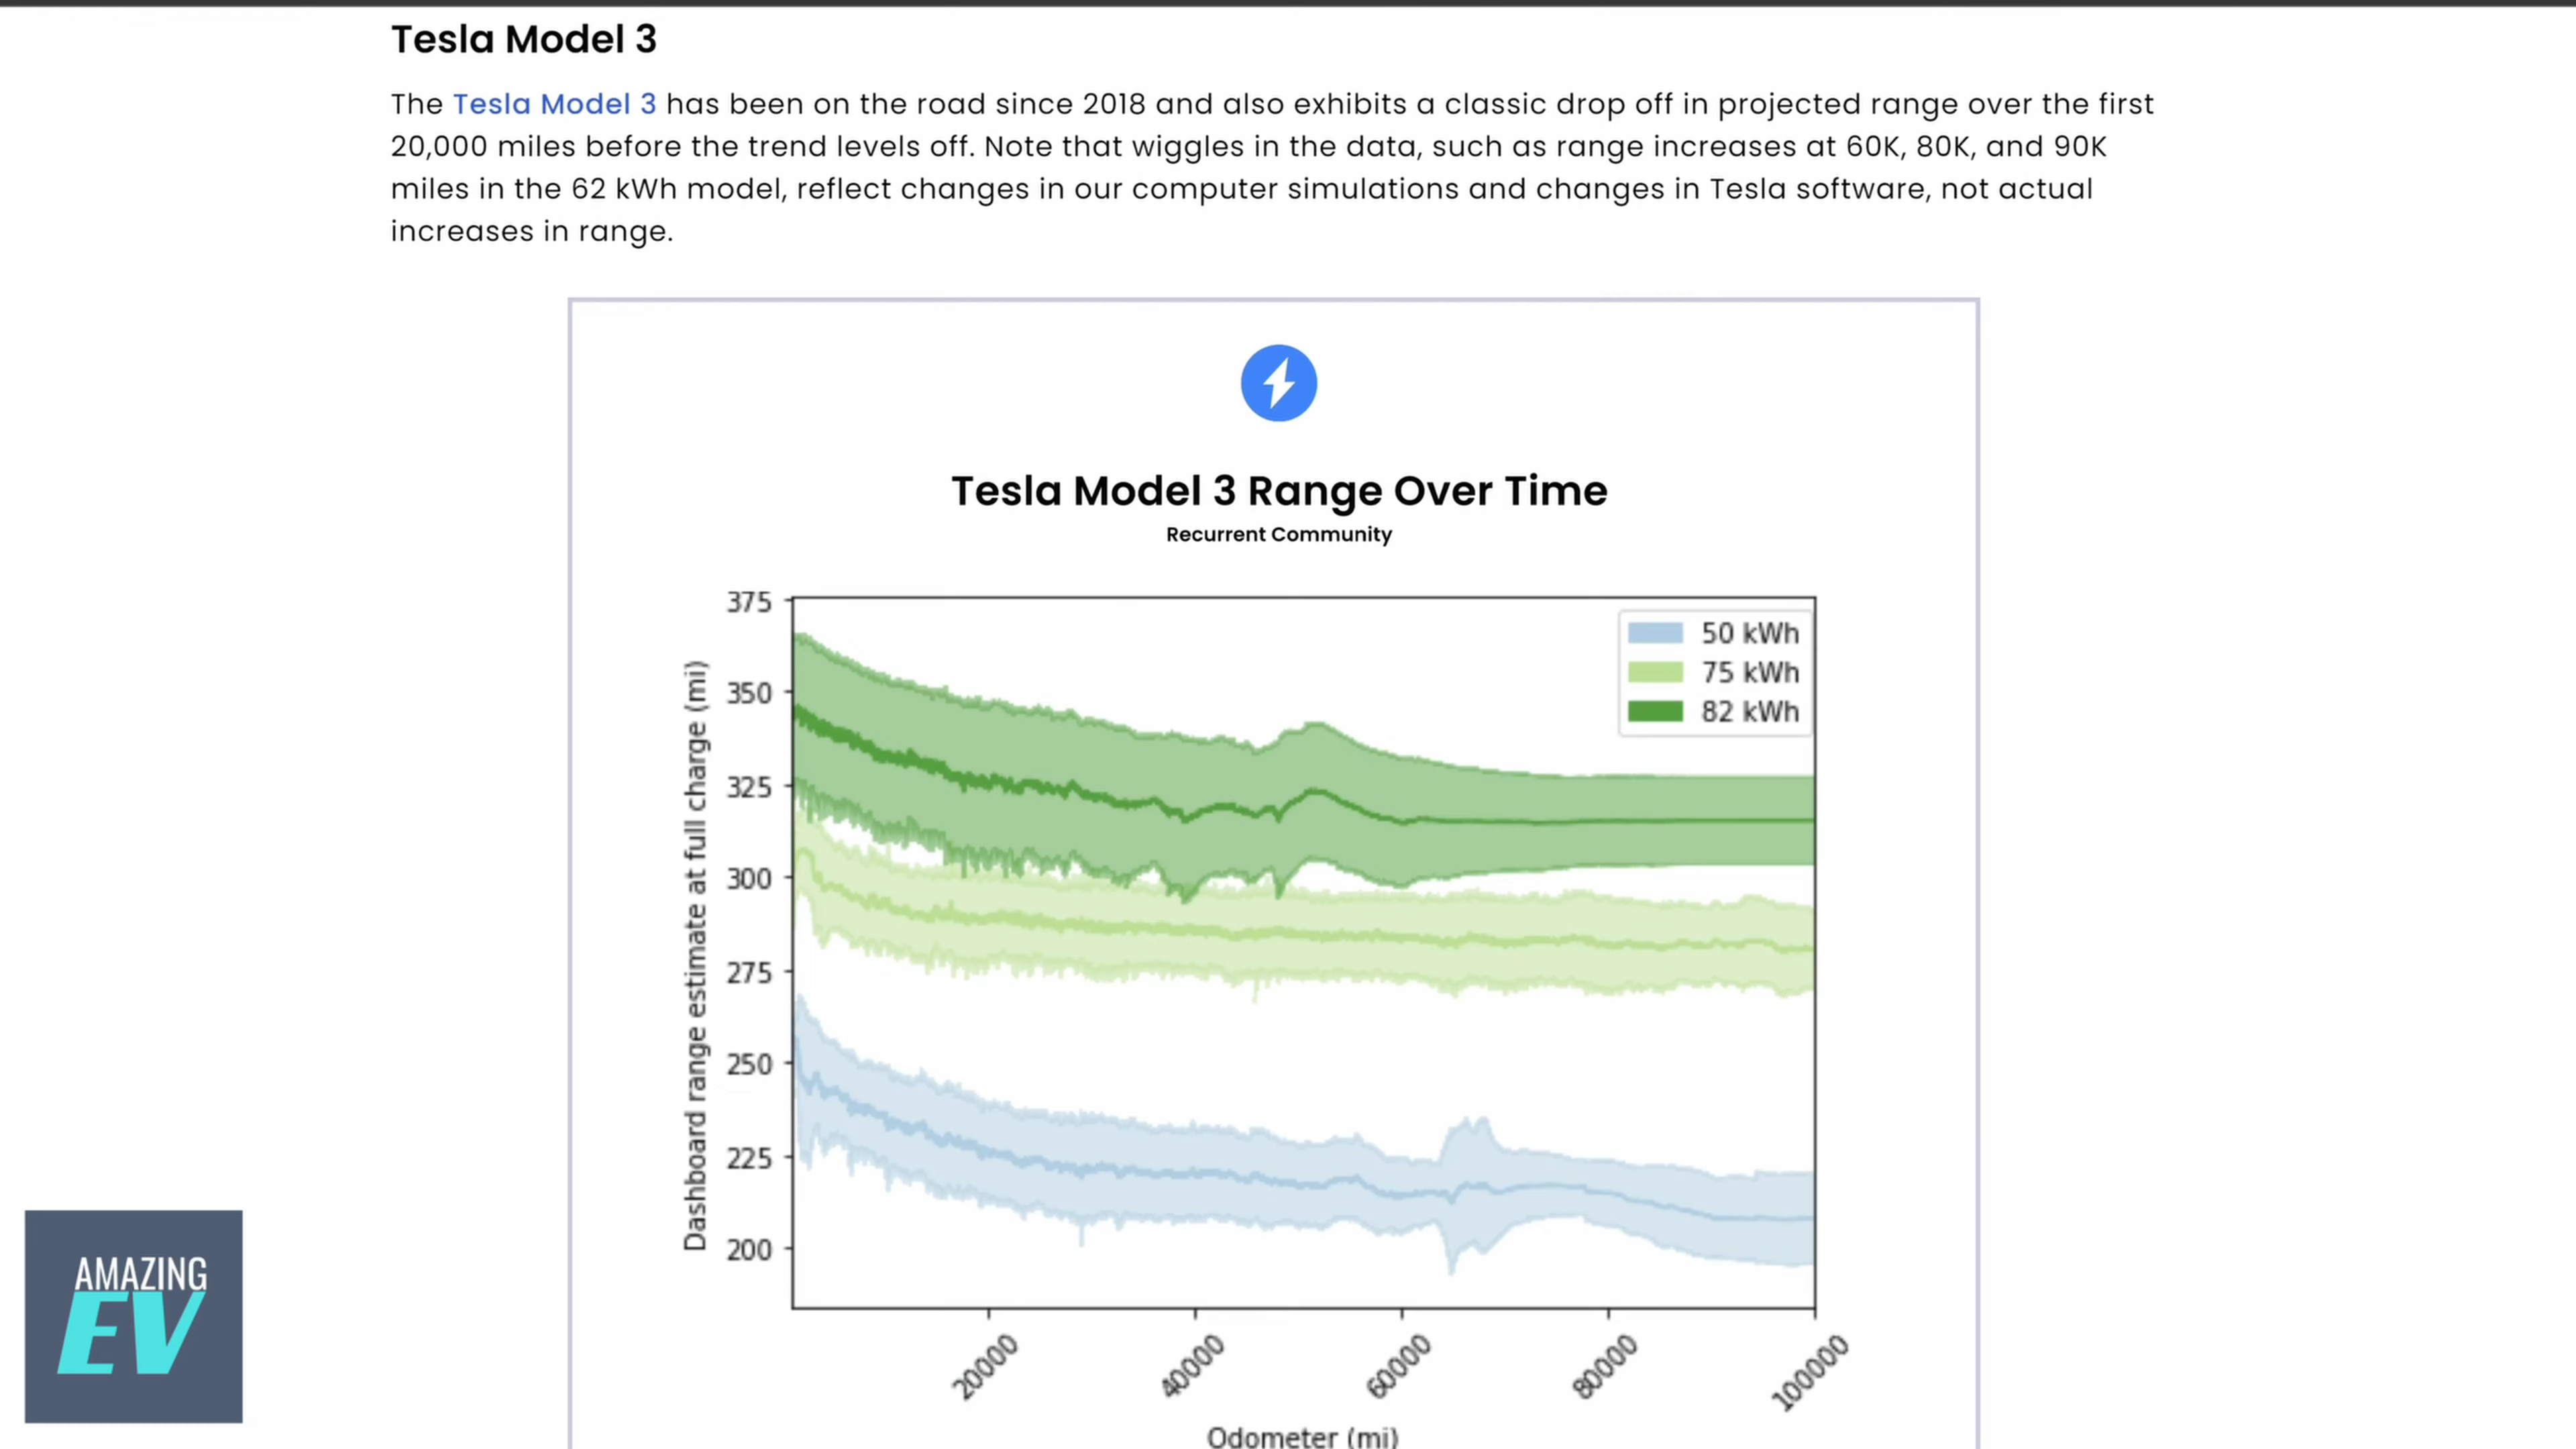 Tesla Model 3
The Tesla Model 3 has been on the road since 2018 and also exhibits a classic drop off in projected range over the first
20,000 miles before the trend levels off. Note that wiggles in the data, such as range increases at 60K, 80K, and 90K
miles in the 62 kWh model, reflect changes in our computer simulations and changes in Tesla software, not actual
increases in range.
Tesla Model 3 Range Over Time
Recurrent Community
375
350
325
300
275
250
225
200
Dashboard range estimate at full charge (mi)
50 kWh
75 kWh
82 kWh
20000
40000
60000
80000
100000
Odometer (mi)
AMAZING
EV